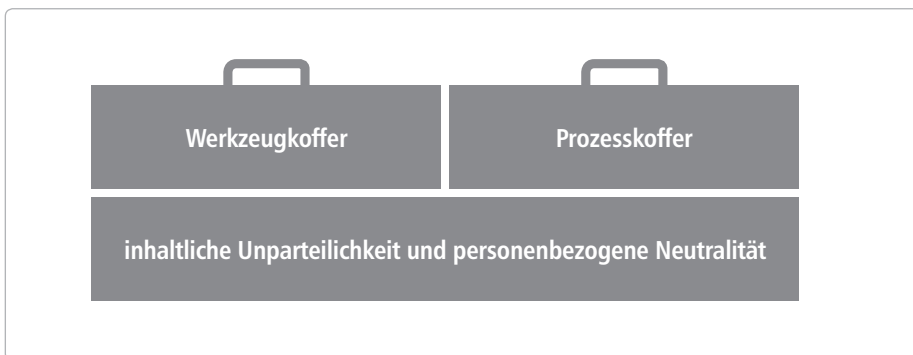 Werkzeugkoffer
Prozesskoffer
inhaltliche Unparteilichkeit und personenbezogene Neutralität